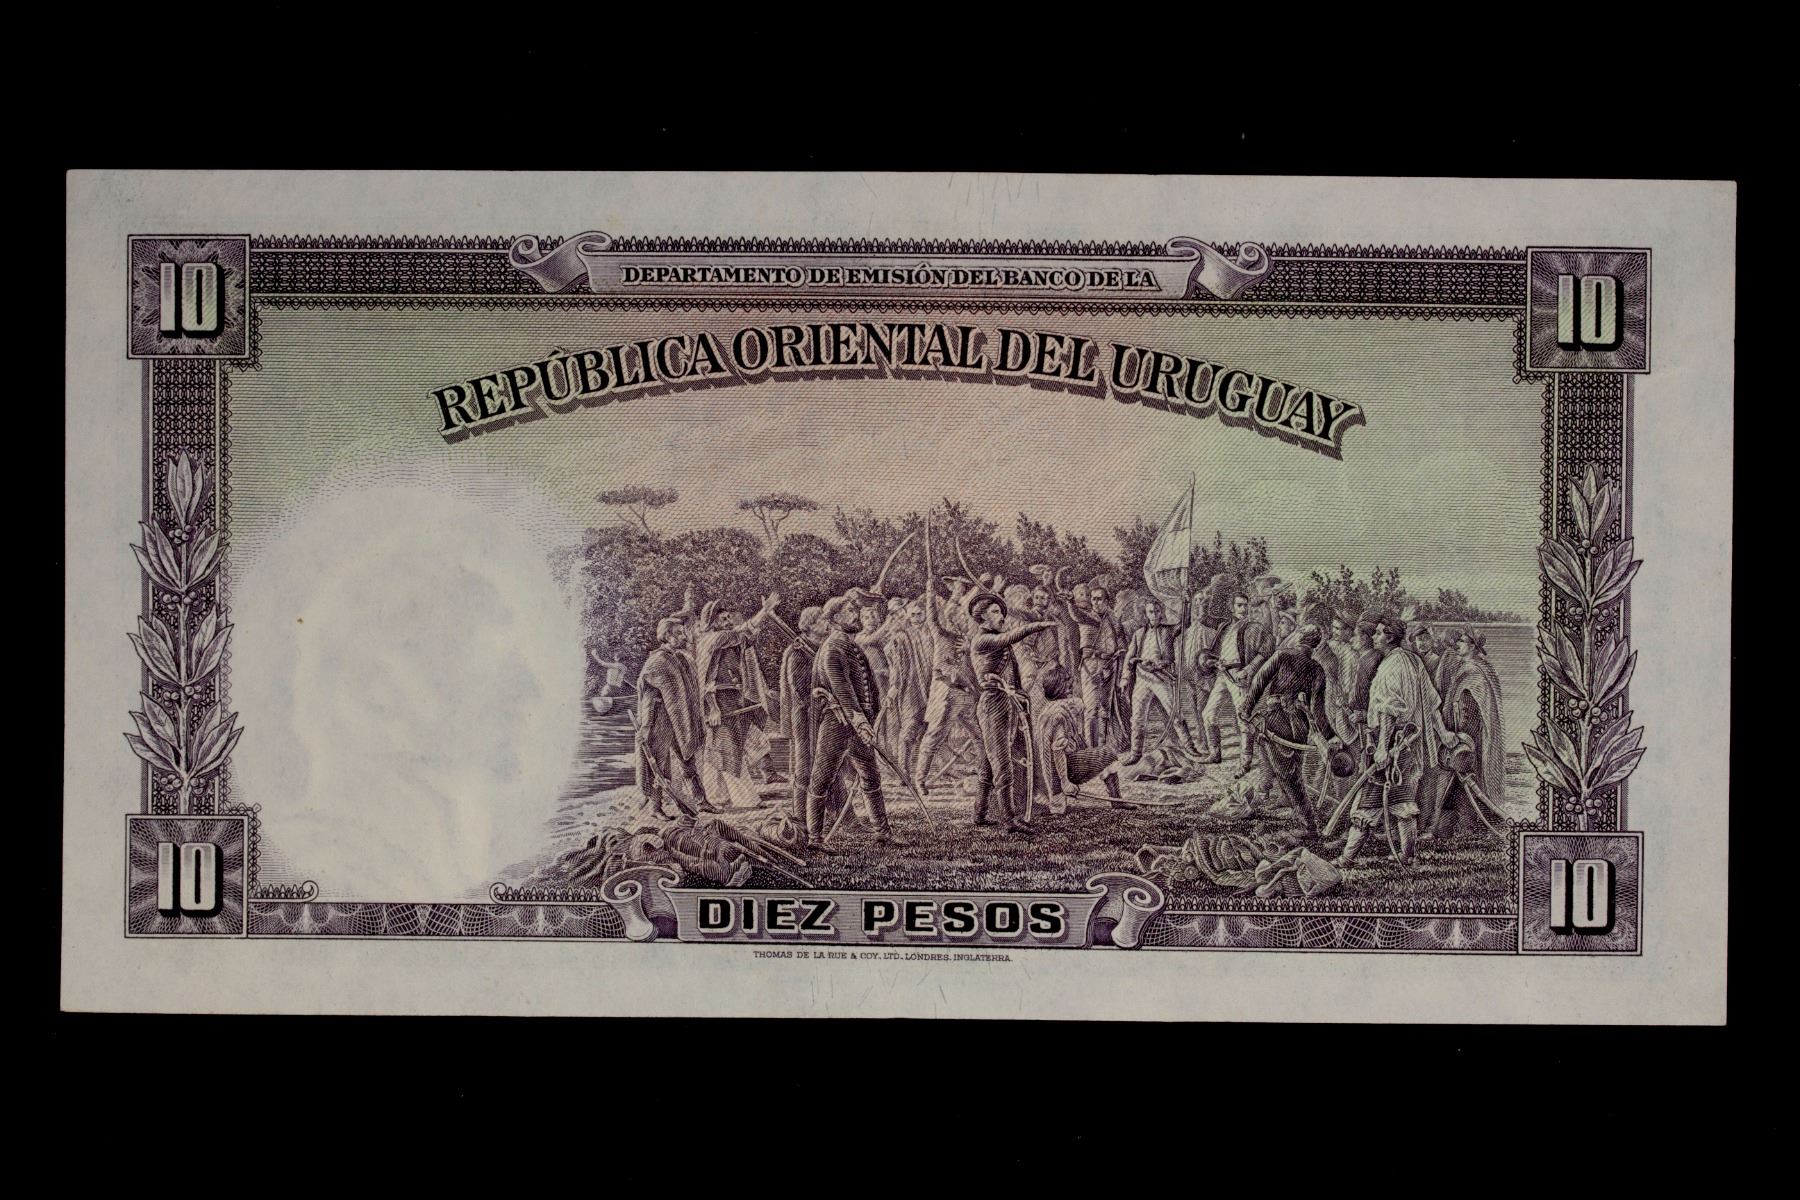 10
10
DEPARTAMENTO DE EMISIÓN DEL BANCO DE LA
REPÚBLICA ORIENTAL DEL URUGUAY
10
10
DIEZ PESOS
THOMAS DE LA RUE & COY. LTD. LONDRES. INGLATERRA.